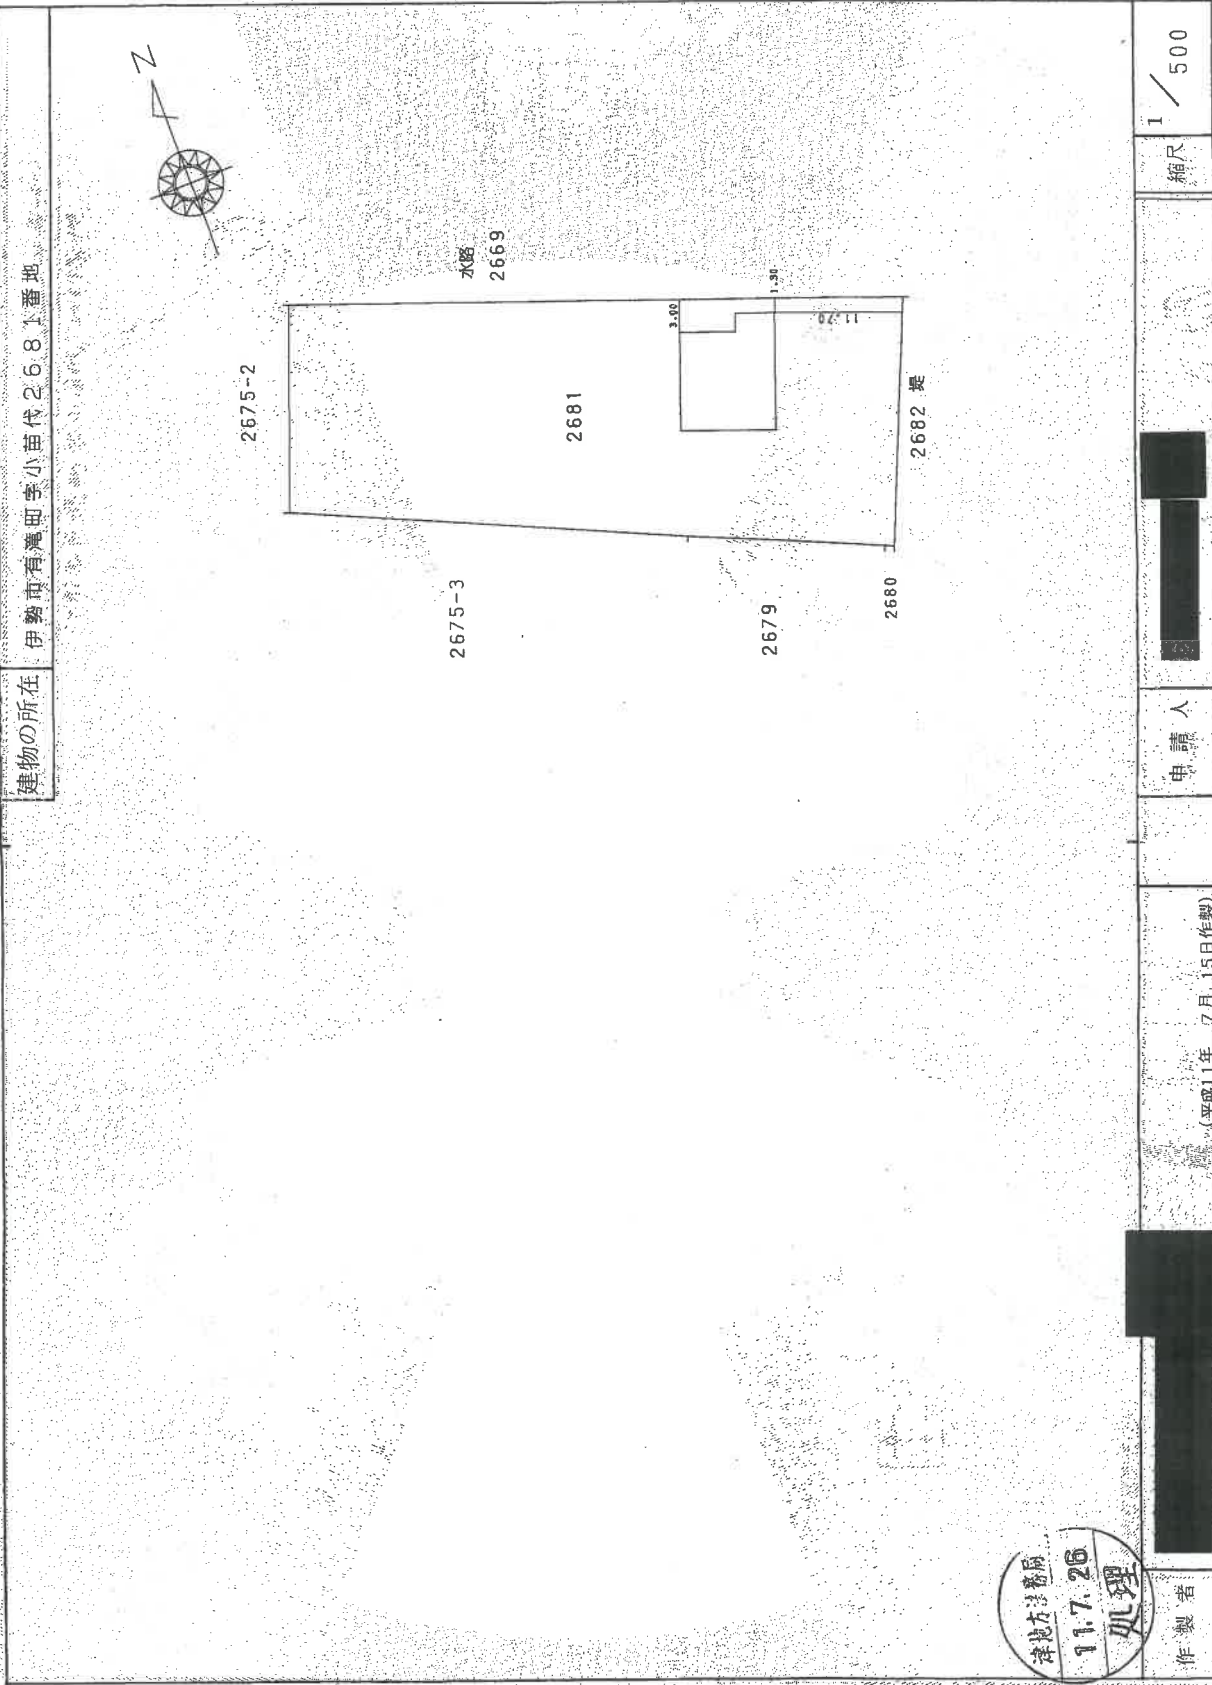 建物の所在
伊勢市有滝町字小苗代2681番地
N
水路
2669
2675-2
2681
3.00
1.30
11.70
2682 堤
2675-3
2679
2680
縮尺
1/500
申請人
(平成11年 7月 15日作製)
作製者
津地方法務局
11.7.26
処理